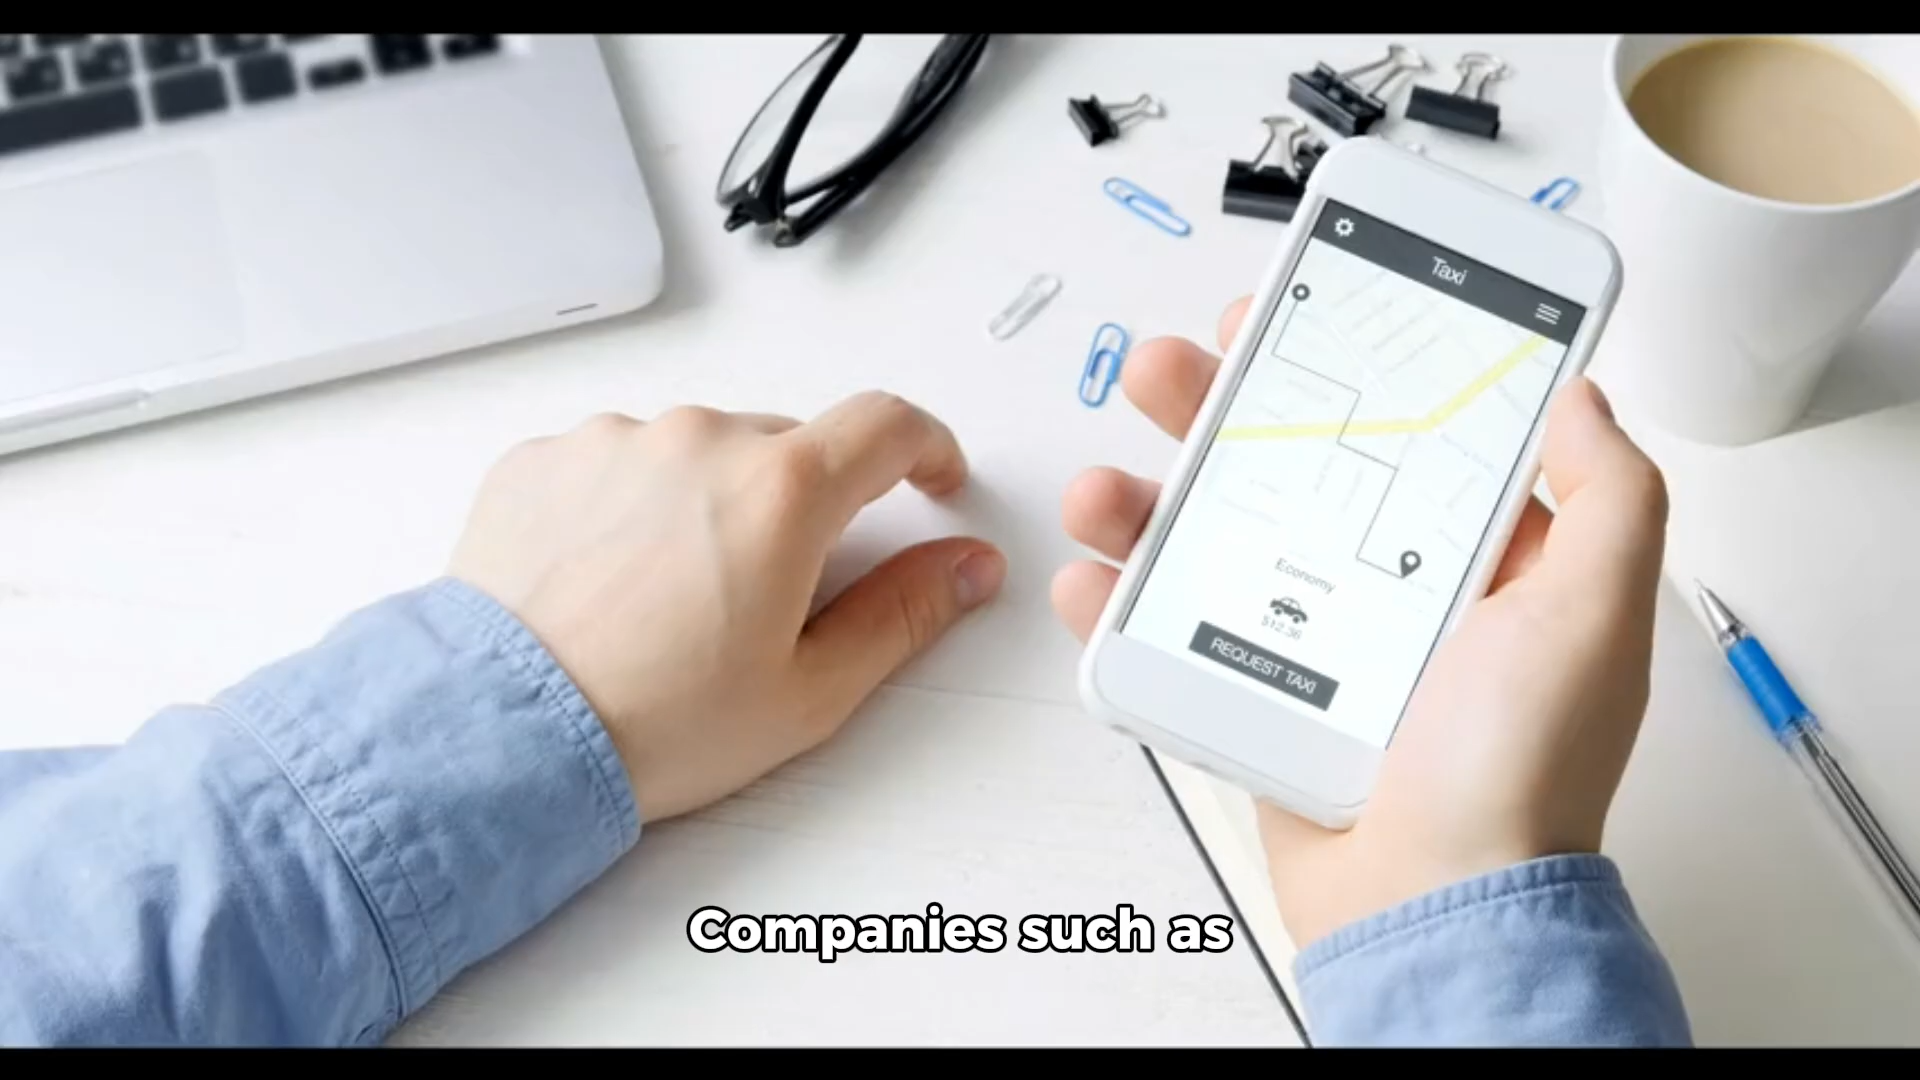 Taxi
Economy
$12.36
REQUEST TAXI
Companies such as